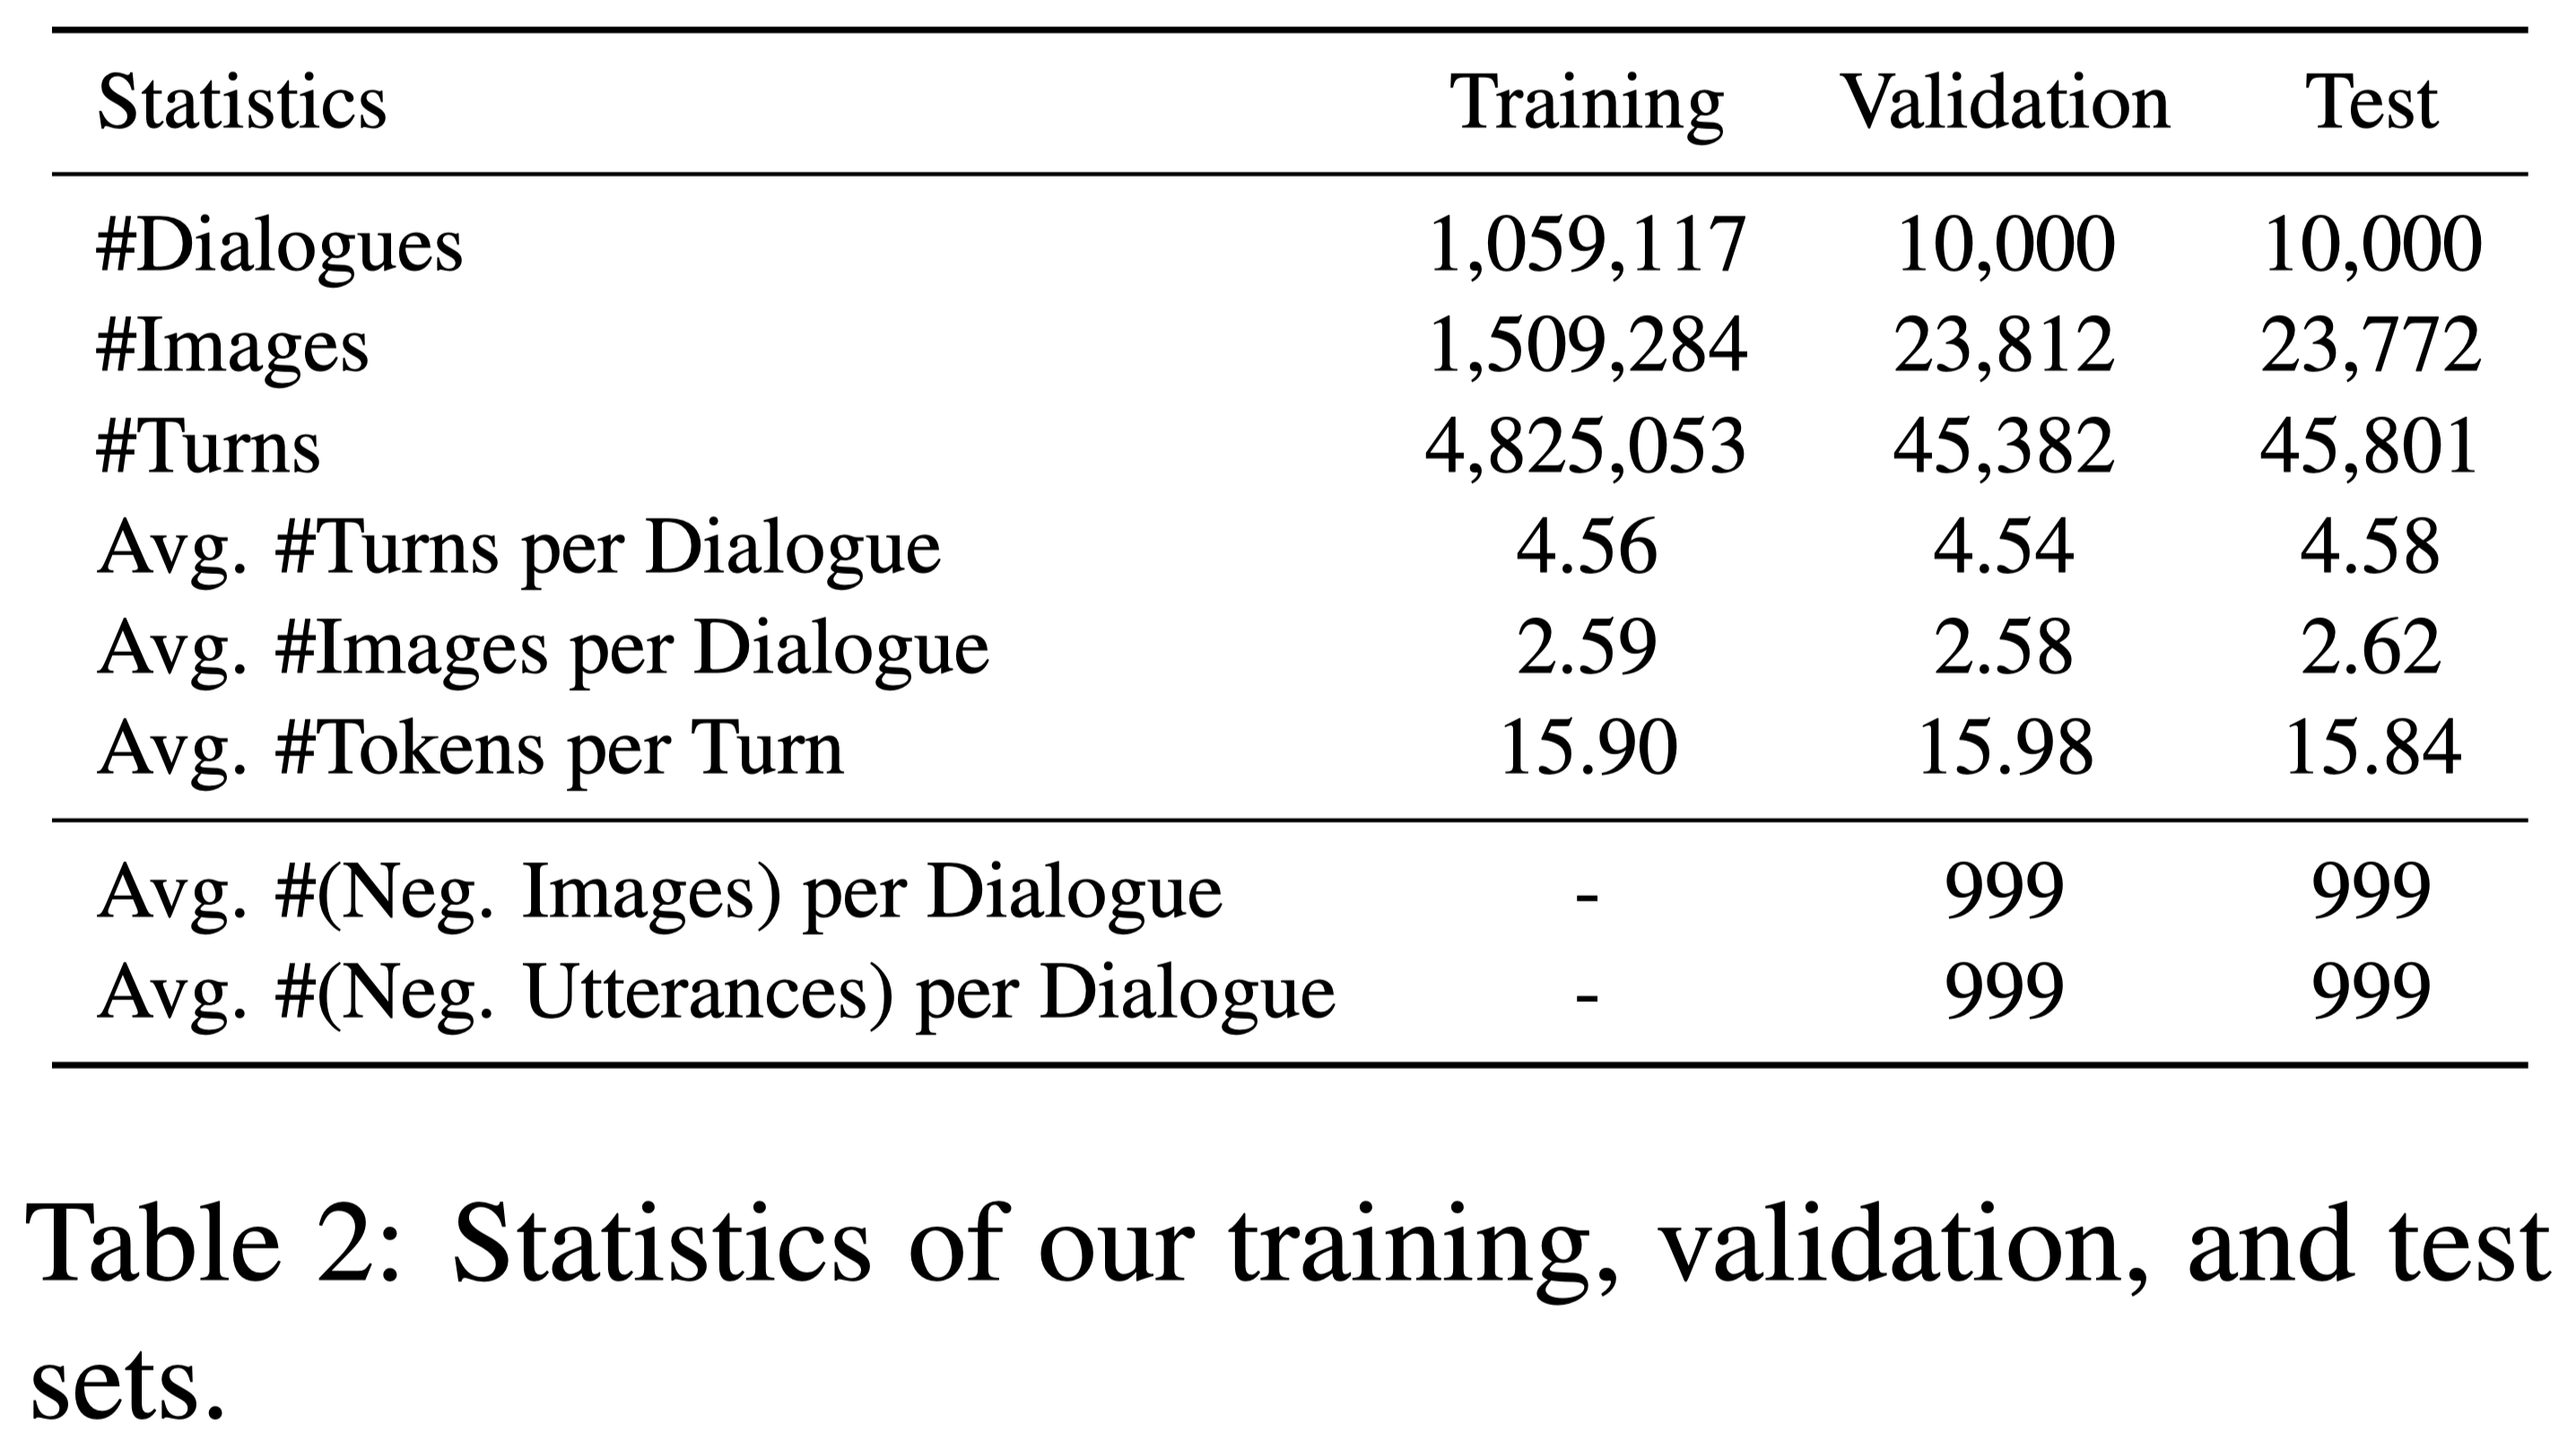 Statistics Training Validation Test
#Dialogues 1,059,117 10,000 10,000
#Images 1,509,284 23,812 23,772
#Turns 4,825,053 45,382 45,801
Avg. #Turns per Dialogue 4.56 4.54 4.58
Avg. #Images per Dialogue 2.59 2.58 2.62
Avg. #Tokens per Turn 15.90 15.98 15.84
Avg. #(Neg. Images) per Dialogue - 999 999
Avg. #(Neg. Utterances) per Dialogue - 999 999
Table 2: Statistics of our training, validation, and test
sets.